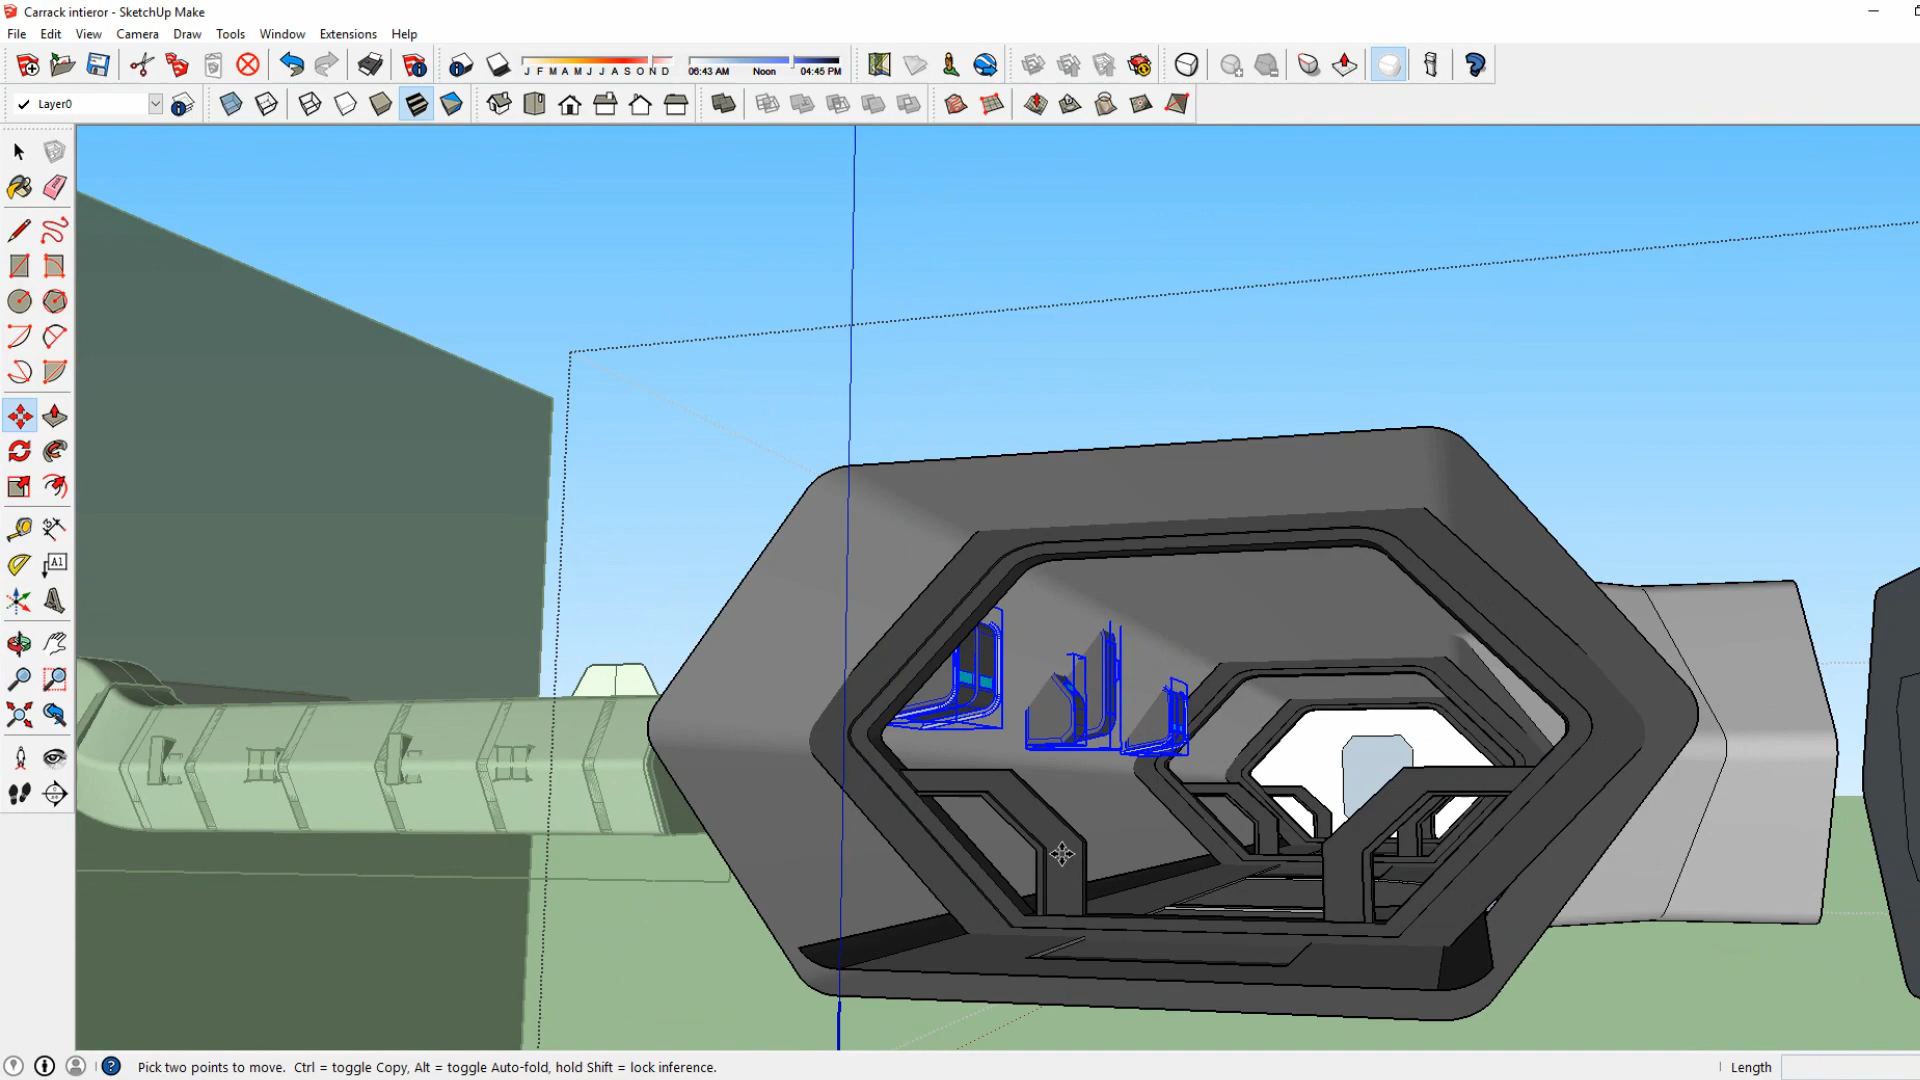 Carrack intieror - SketchUp Make
File Edit View Camera Draw Tools Window Extensions Help
J F M A M J J A S O N D 06:43 AM Noon 04:45 PM
Layer0
A1
Pick two points to move. Ctrl = toggle Copy, Alt = toggle Auto-fold, hold Shift = lock inference.
Length